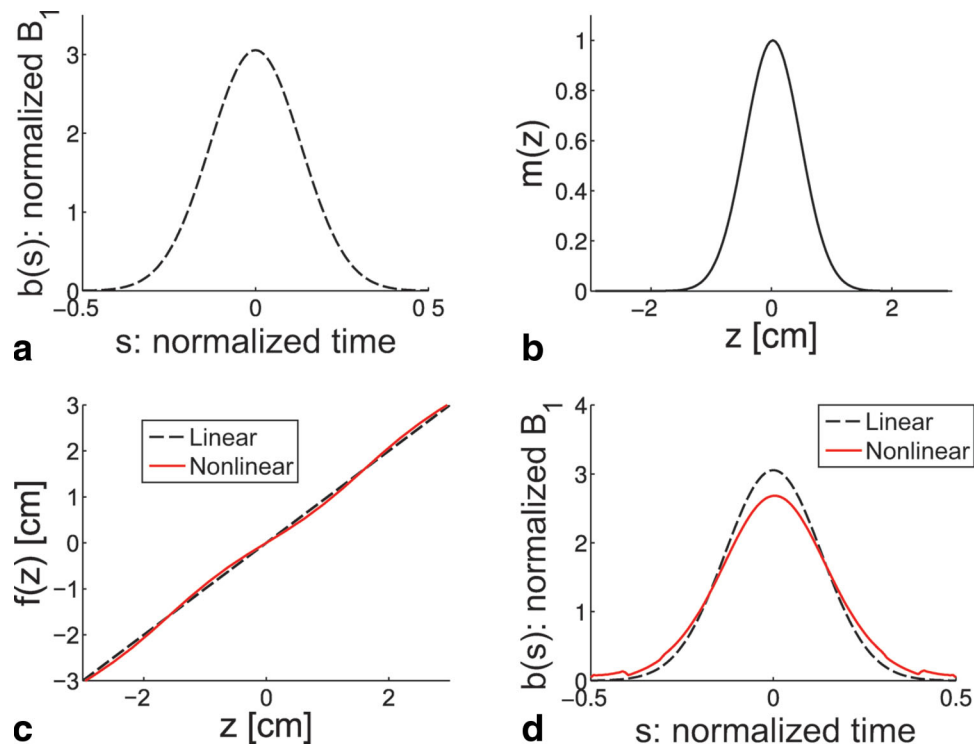 b(s): normalized B1
3
2
1
0
-0.5
0
0 5
s: normalized time
a
m(z)
1
0.8
0.6
0.4
0.2
0
-2
0
2
z [cm]
b
f(z) [cm]
3
2
1
0
-1
-2
-3
-2
0
2
z [cm]
Linear
Nonlinear
c
b(s): normalized B1
4
3
2
1
0
-0.5
0
0.5
s: normalized time
Linear
Nonlinear
d